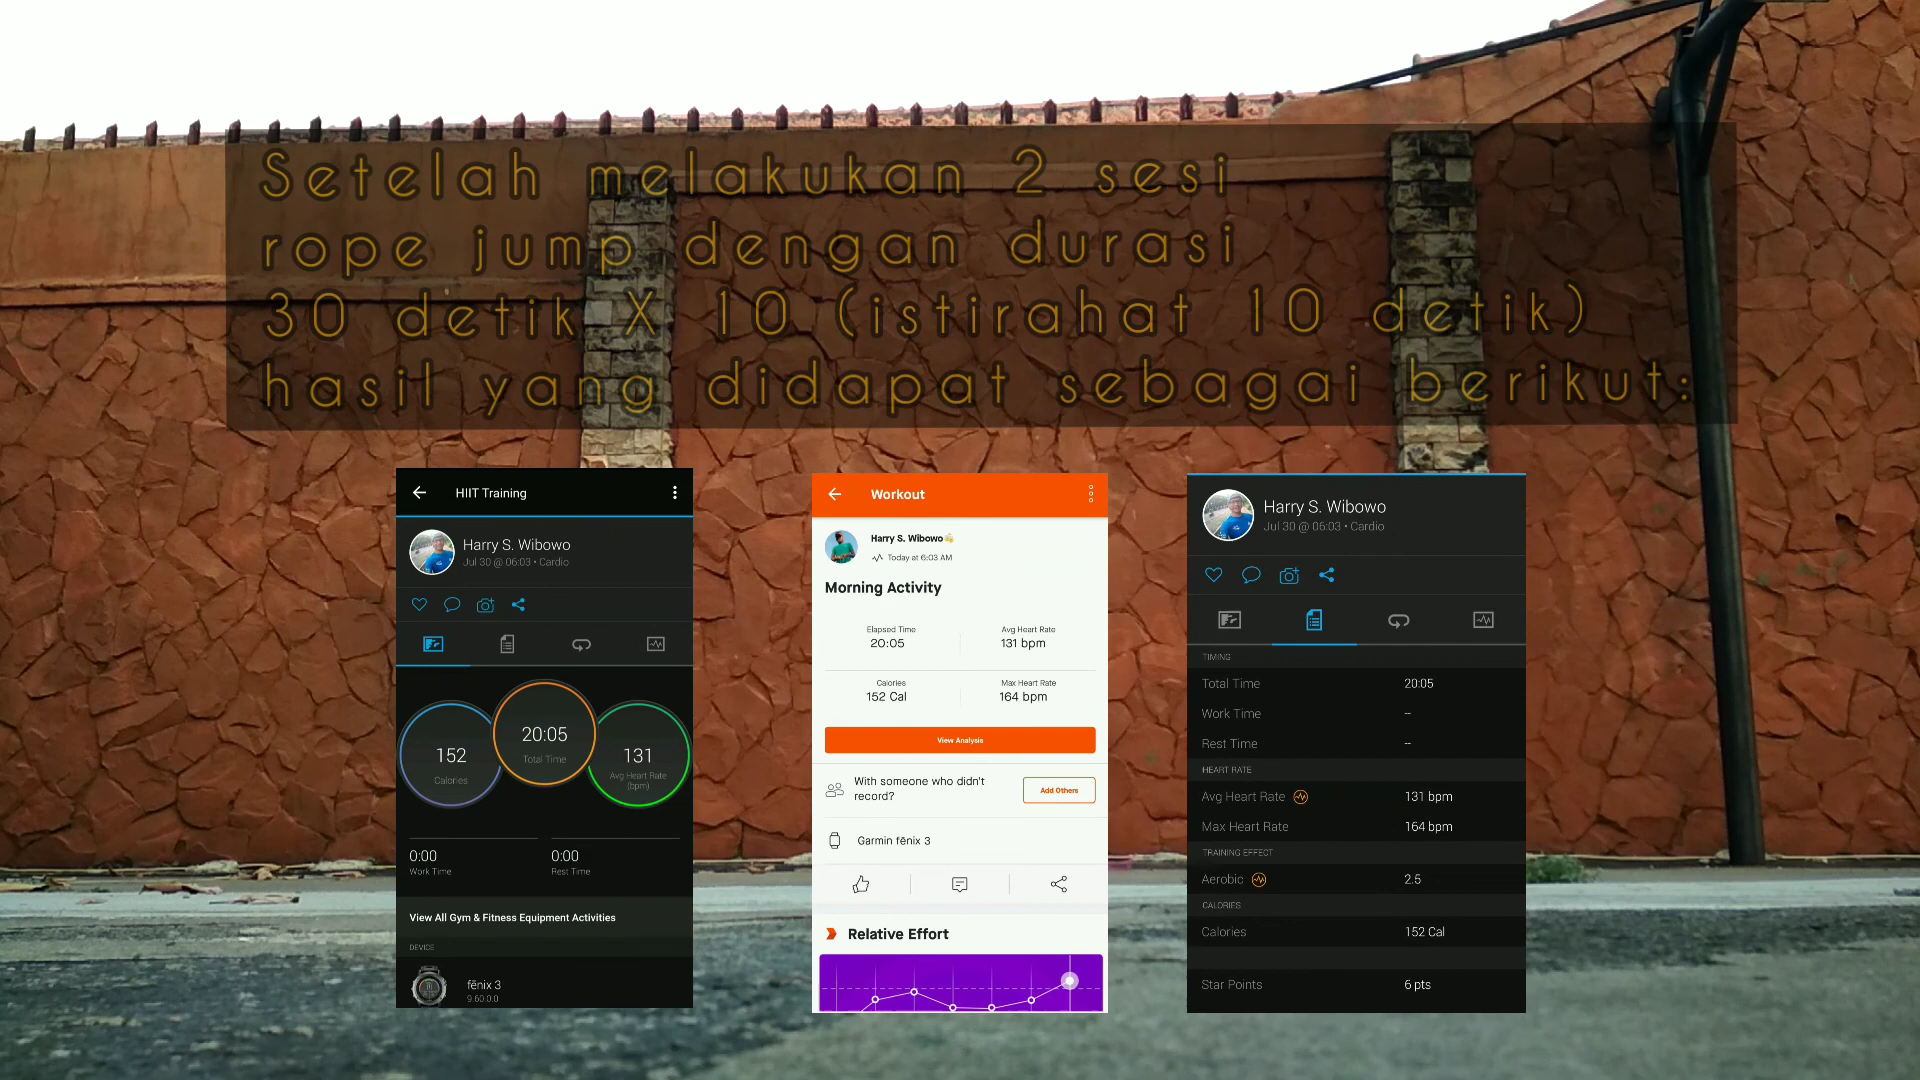 Setelah melakukan 2 sesi
rope jump dengan durasi
30 detik X 10 (istirahat 10 detik)
hasil yang didapat sebagai berikut:
HIIT Training
Harry S. Wibowo
Jul 30 @ 06:03 • Cardio
152
Calories
20:05
Total Time
131
Avg Heart Rate
(bpm)
0:00
Work Time
0:00
Rest Time
View All Gym & Fitness Equipment Activities
DEVICE
fēnix 3
9.60.0.0
Workout
Harry S. Wibowo💪
Today at 6:03 AM
Morning Activity
Elapsed Time
20:05
Avg Heart Rate
131 bpm
Calories
152 Cal
Max Heart Rate
164 bpm
View Analysis
With someone who didn't
record?
Add Others
Garmin fēnix 3
Relative Effort
Harry S. Wibowo
Jul 30 @ 06:03 • Cardio
TIMING
Total Time 20:05
Work Time --
Rest Time --
HEART RATE
Avg Heart Rate 131 bpm
Max Heart Rate 164 bpm
TRAINING EFFECT
Aerobic 2.5
CALORIES
Calories 152 Cal
Star Points 6 pts